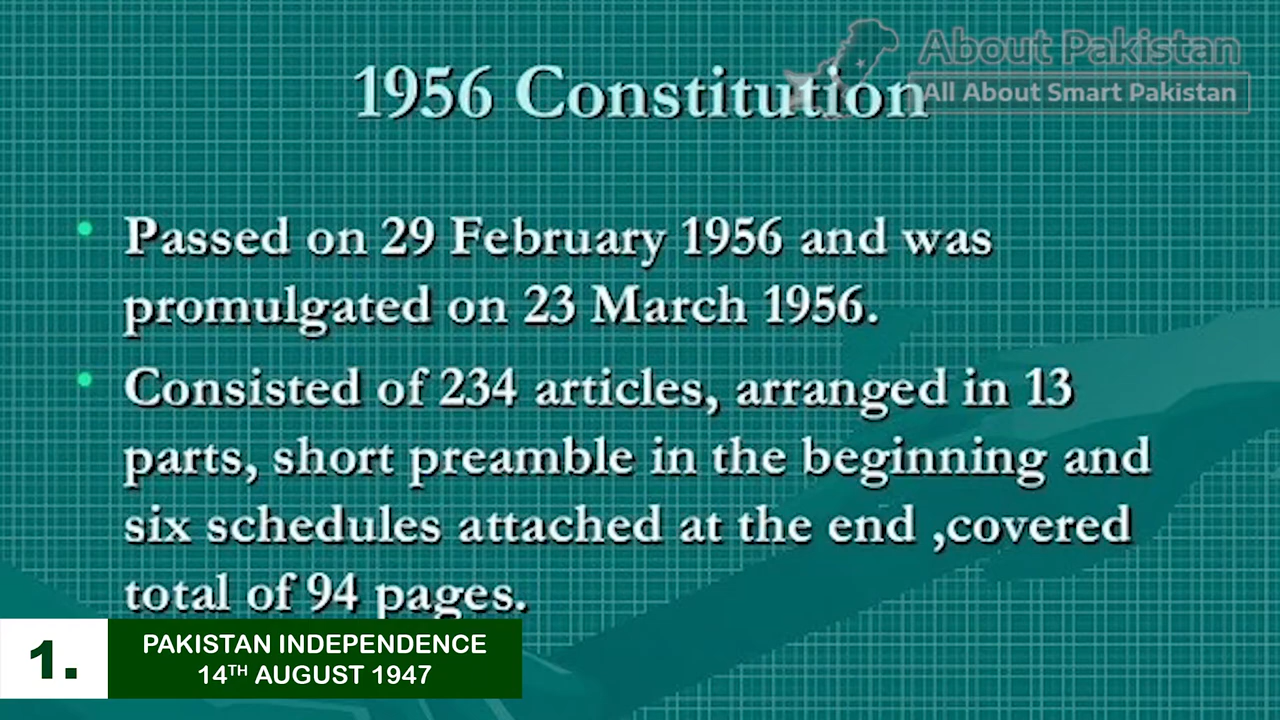 About Pakistan
All About Smart Pakistan
1956 Constitution
• Passed on 29 February 1956 and was
promulgated on 23 March 1956.
• Consisted of 234 articles, arranged in 13
parts, short preamble in the beginning and
six schedules attached at the end ,covered
total of 94 pages.
1.
PAKISTAN INDEPENDENCE
14TH AUGUST 1947